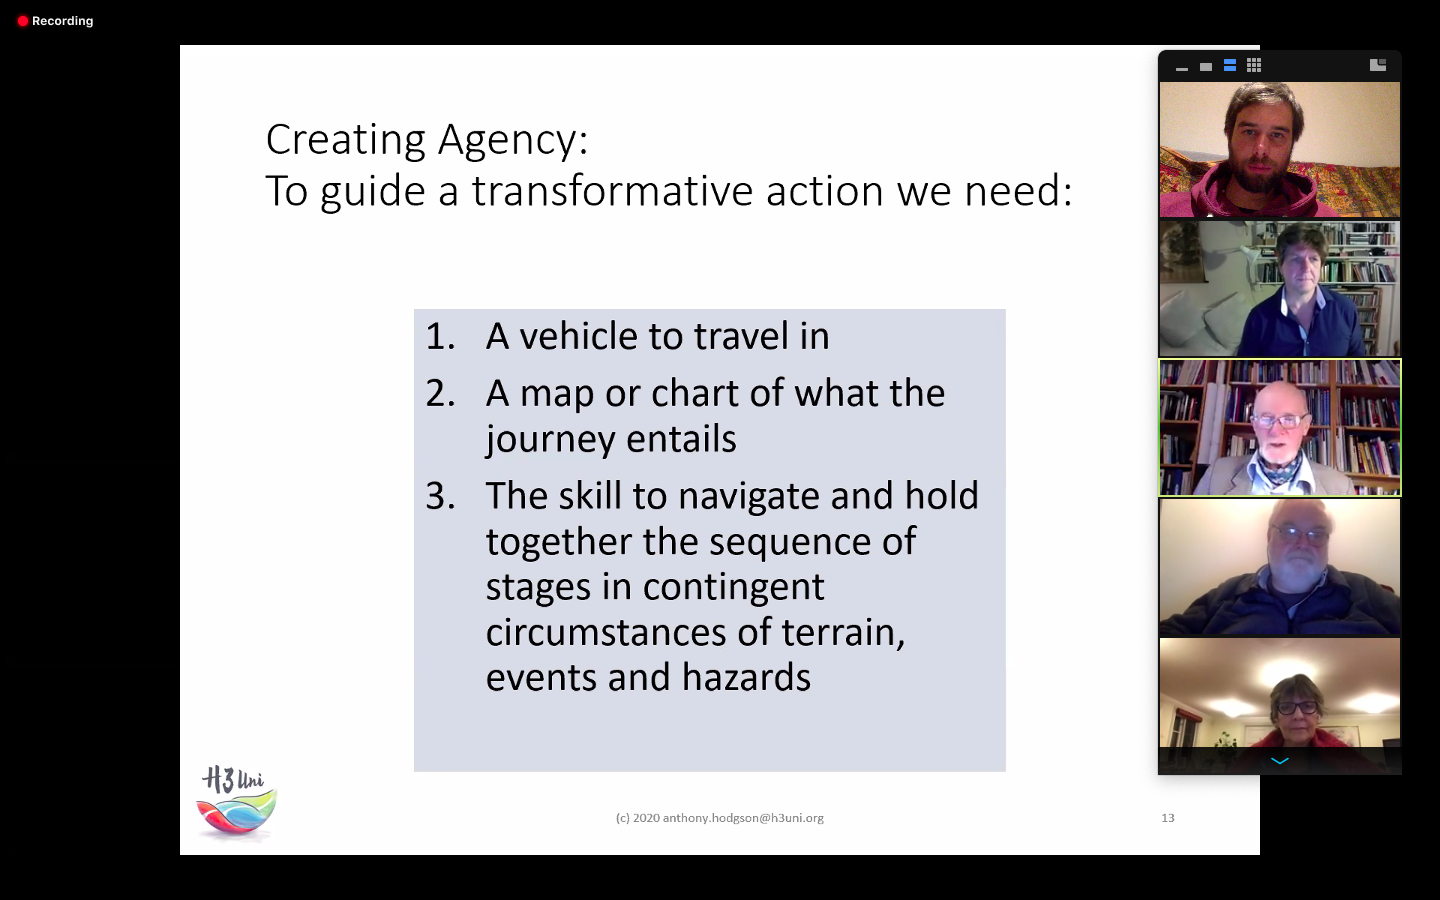 Recording
Creating Agency:
To guide a transformative action we need:
1. A vehicle to travel in
2. A map or chart of what the
journey entails
3. The skill to navigate and hold
together the sequence of
stages in contingent
circumstances of terrain,
events and hazards
H3 Uni
(c) 2020 anthony.hodgson@h3uni.org
13